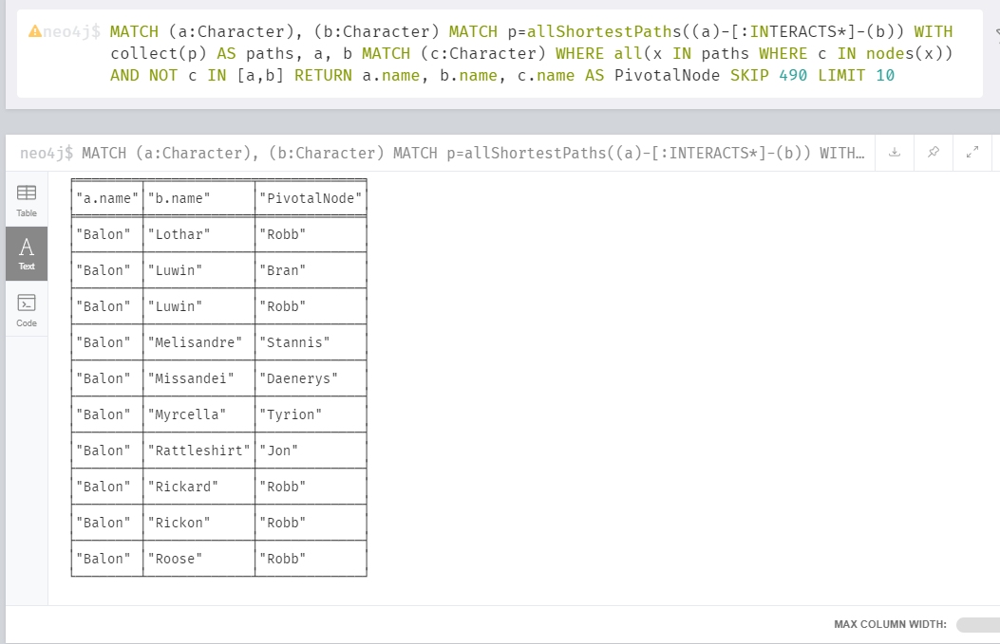 neo4j$ MATCH (a:Character), (b:Character) MATCH p=allShortestPaths((a)-[:INTERACTS*]-(b)) WITH
collect(p) AS paths, a, b MATCH (c:Character) WHERE all(x IN paths WHERE c IN nodes(x))
AND NOT c IN [a,b] RETURN a.name, b.name, c.name AS PivotalNode SKIP 490 LIMIT 10
neo4j$ MATCH (a:Character), (b:Character) MATCH p=allShortestPaths((a)-[:INTERACTS*]-(b)) WITH…
Table
Text
Code
"a.name" "b.name" "PivotalNode"
"Balon" "Lothar" "Robb"
"Balon" "Luwin" "Bran"
"Balon" "Luwin" "Robb"
"Balon" "Melisandre" "Stannis"
"Balon" "Missandei" "Daenerys"
"Balon" "Myrcella" "Tyrion"
"Balon" "Rattleshirt" "Jon"
"Balon" "Rickard" "Robb"
"Balon" "Rickon" "Robb"
"Balon" "Roose" "Robb"
MAX COLUMN WIDTH: